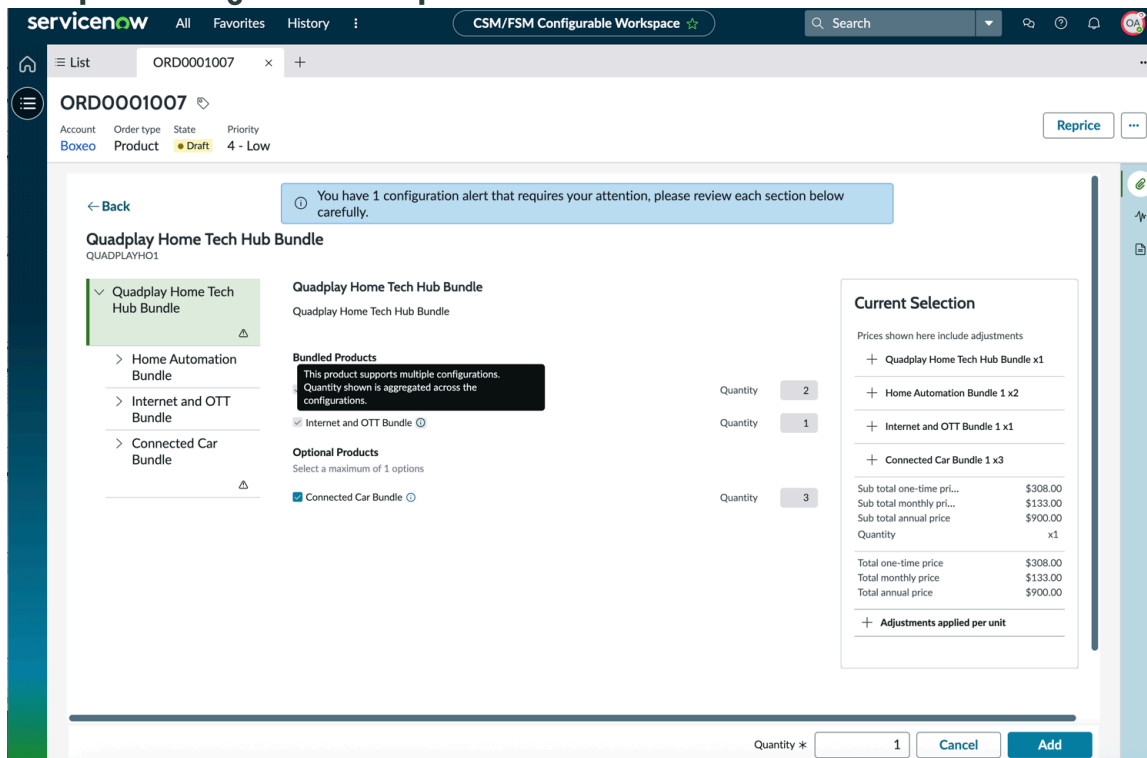 servicenow
All
Favorites
History
CSM/FSM Configurable Workspace
Search
OA
List
ORD0001007
ORD0001007
Account
Order type
State
Priority
Boxeo
Product
Draft
4 - Low
Reprice
Back
You have 1 configuration alert that requires your attention, please review each section below
carefully.
Quadplay Home Tech Hub Bundle
QUADPLAYHO1
Quadplay Home Tech
Hub Bundle
Home Automation
Bundle
Internet and OTT
Bundle
Connected Car
Bundle
Quadplay Home Tech Hub Bundle
Quadplay Home Tech Hub Bundle
Bundled Products
This product supports multiple configurations.
Quantity shown is aggregated across the
configurations.
Quantity
2
Internet and OTT Bundle
Quantity
1
Optional Products
Select a maximum of 1 options
Connected Car Bundle
Quantity
3
Current Selection
Prices shown here include adjustments
Quadplay Home Tech Hub Bundle x1
Home Automation Bundle 1 x2
Internet and OTT Bundle 1 x1
Connected Car Bundle 1 x3
Sub total one-time pri... $308.00
Sub total monthly pri... $133.00
Sub total annual price $900.00
Quantity x1
Total one-time price $308.00
Total monthly price $133.00
Total annual price $900.00
Adjustments applied per unit
Quantity *
1
Cancel
Add